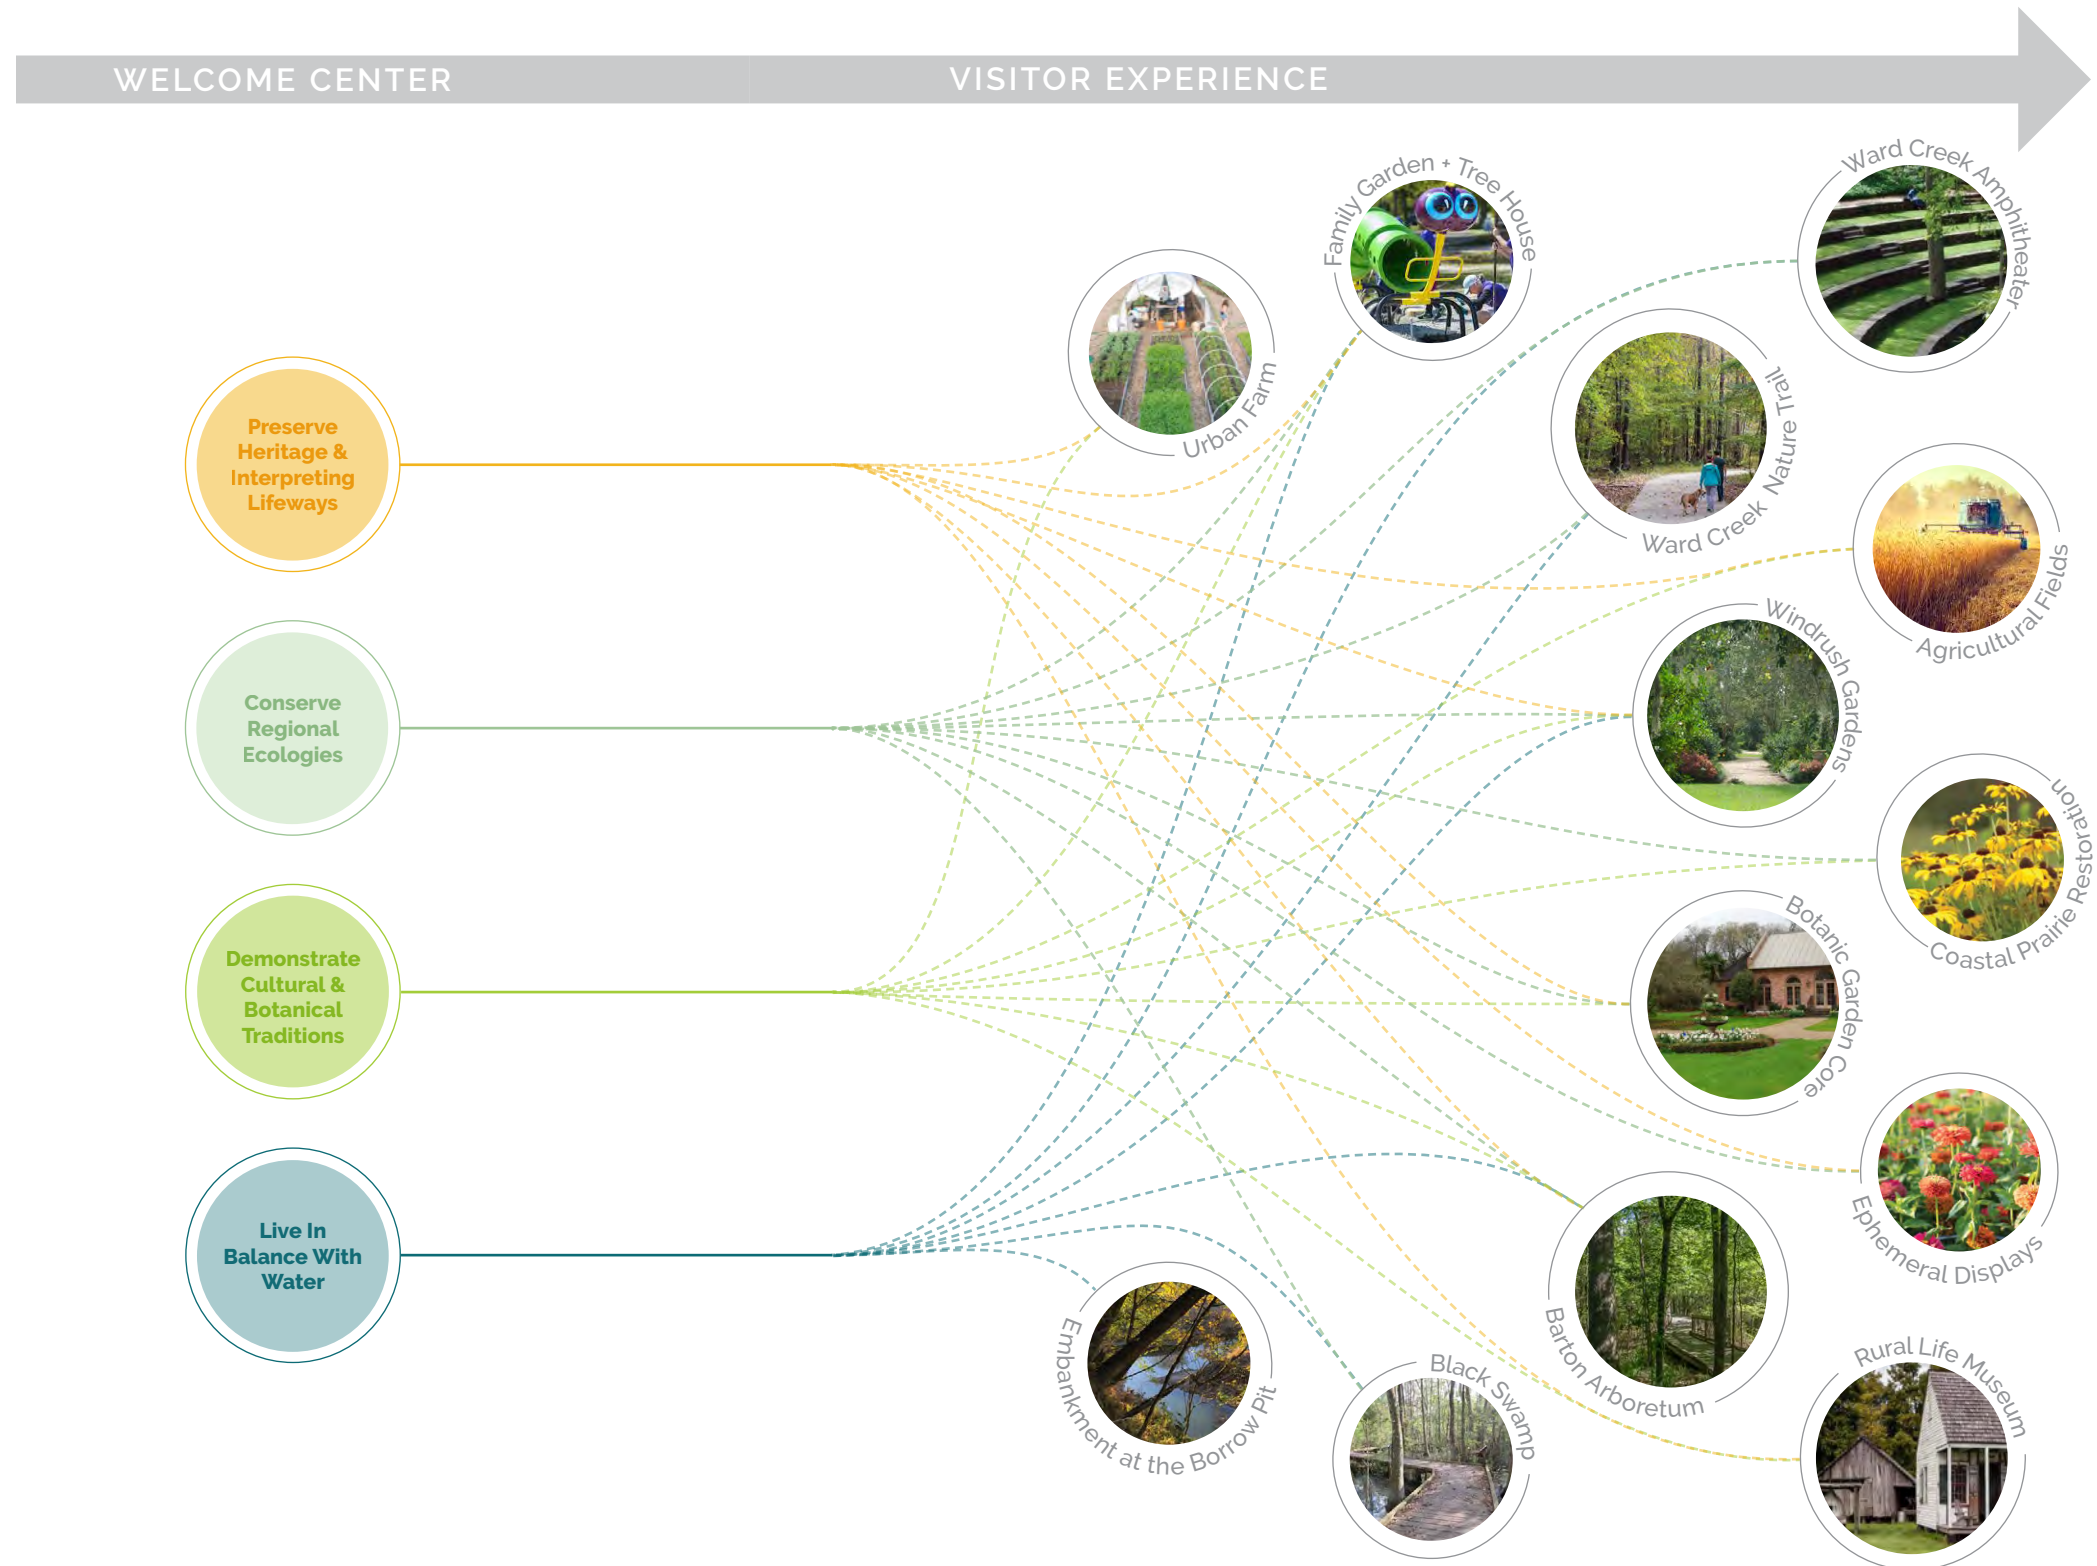 WELCOME CENTER
VISITOR EXPERIENCE
Preserve
Heritage &
Interpreting
Lifeways
Conserve
Regional
Ecologies
Demonstrate
Cultural &
Botanical
Traditions
Live In
Balance With
Water
Urban Farm
Family Garden + Tree House
Ward Creek Amphitheater
Ward Creek Nature Trail
Agricultural Fields
Windrush Gardens
Coastal Prairie Restoration
Botanic Garden Core
Ephemeral Displays
Barton Arboretum
Rural Life Museum
Embankment at the Borrow Pit
Black Swamp